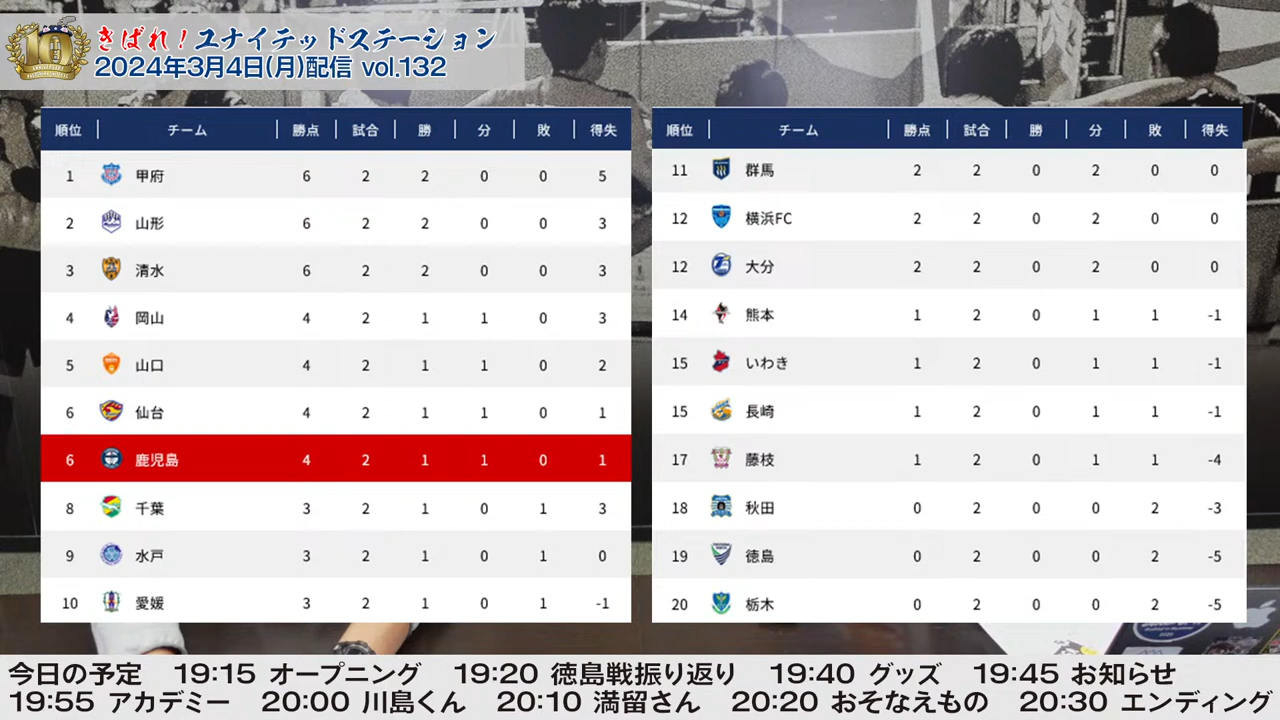 きばれ！ユナイテッドステーション
2024年3月4日(月)配信 vol.132
順位 チーム 勝点 試合 勝 分 敗 得失
1 甲府 6 2 2 0 0 5
2 山形 6 2 2 0 0 3
3 清水 6 2 2 0 0 3
4 岡山 4 2 1 1 0 3
5 山口 4 2 1 1 0 2
6 仙台 4 2 1 1 0 1
6 鹿児島 4 2 1 1 0 1
8 千葉 3 2 1 0 1 3
9 水戸 3 2 1 0 1 0
10 愛媛 3 2 1 0 1 -1
順位 チーム 勝点 試合 勝 分 敗 得失
11 群馬 2 2 0 2 0 0
12 横浜FC 2 2 0 2 0 0
12 大分 2 2 0 2 0 0
14 熊本 1 2 0 1 1 -1
15 いわき 1 2 0 1 1 -1
15 長崎 1 2 0 1 1 -1
17 藤枝 1 2 0 1 1 -4
18 秋田 0 2 0 0 2 -3
19 徳島 0 2 0 0 2 -5
20 栃木 0 2 0 0 2 -5
今日の予定 19:15 オープニング 19:20 徳島戦振り返り 19:40 グッズ 19:45 お知らせ
19:55 アカデミー 20:00 川島くん 20:10 満留さん 20:20 おそなえもの 20:30 エンディング